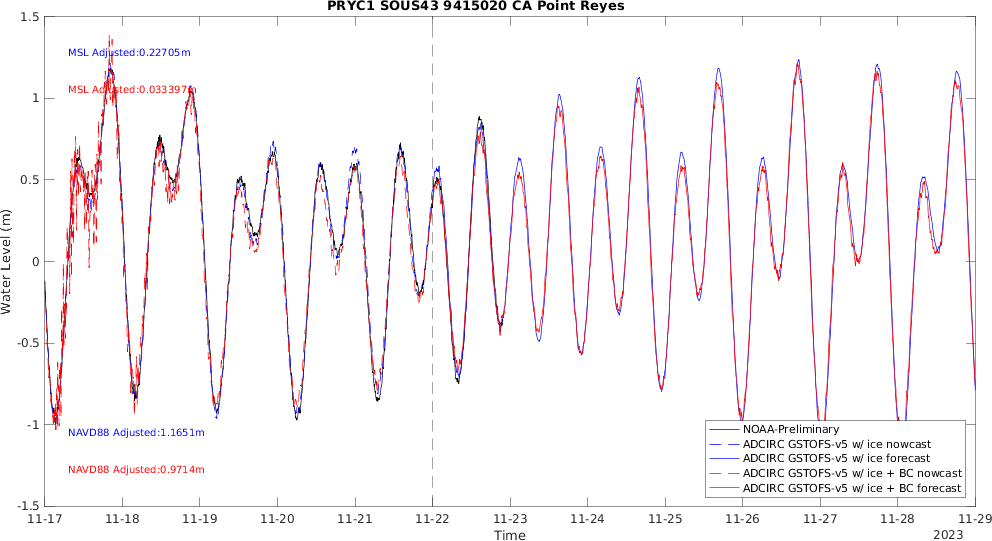 PRYC1 SOUS43 9415020 CA Point Reyes
1.5
1
0.5
0
-0.5
-1
-1.5
Water Level (m)
MSL Adjusted:0.22705m
MSL Adjusted:0.033397m
NAVD88 Adjusted:1.1651m
NAVD88 Adjusted:0.9714m
NOAA-Preliminary
ADCIRC GSTOFS-v5 w/ ice nowcast
ADCIRC GSTOFS-v5 w/ ice forecast
ADCIRC GSTOFS-v5 w/ ice + BC nowcast
ADCIRC GSTOFS-v5 w/ ice + BC forecast
11-17 11-18 11-19 11-20 11-21 11-22 11-23 11-24 11-25 11-26 11-27 11-28 11-29
Time
2023